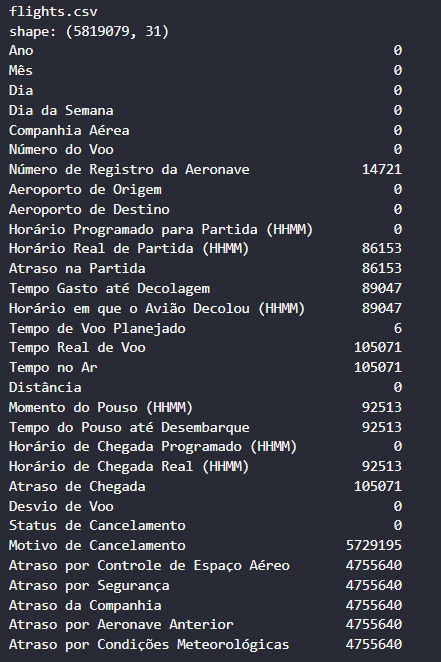 flights.csv
shape: (5819079, 31)
Ano 0
Mês 0
Dia 0
Dia da Semana 0
Companhia Aérea 0
Número do Voo 0
Número de Registro da Aeronave 14721
Aeroporto de Origem 0
Aeroporto de Destino 0
Horário Programado para Partida (HHMM) 0
Horário Real de Partida (HHMM) 86153
Atraso na Partida 86153
Tempo Gasto até Decolagem 89047
Horário em que o Avião Decolou (HHMM) 89047
Tempo de Voo Planejado 6
Tempo Real de Voo 105071
Tempo no Ar 105071
Distância 0
Momento do Pouso (HHMM) 92513
Tempo do Pouso até Desembarque 92513
Horário de Chegada Programado (HHMM) 0
Horário de Chegada Real (HHMM) 92513
Atraso de Chegada 105071
Desvio de Voo 0
Status de Cancelamento 0
Motivo de Cancelamento 5729195
Atraso por Controle de Espaço Aéreo 4755640
Atraso por Segurança 4755640
Atraso da Companhia 4755640
Atraso por Aeronave Anterior 4755640
Atraso por Condições Meteorológicas 4755640